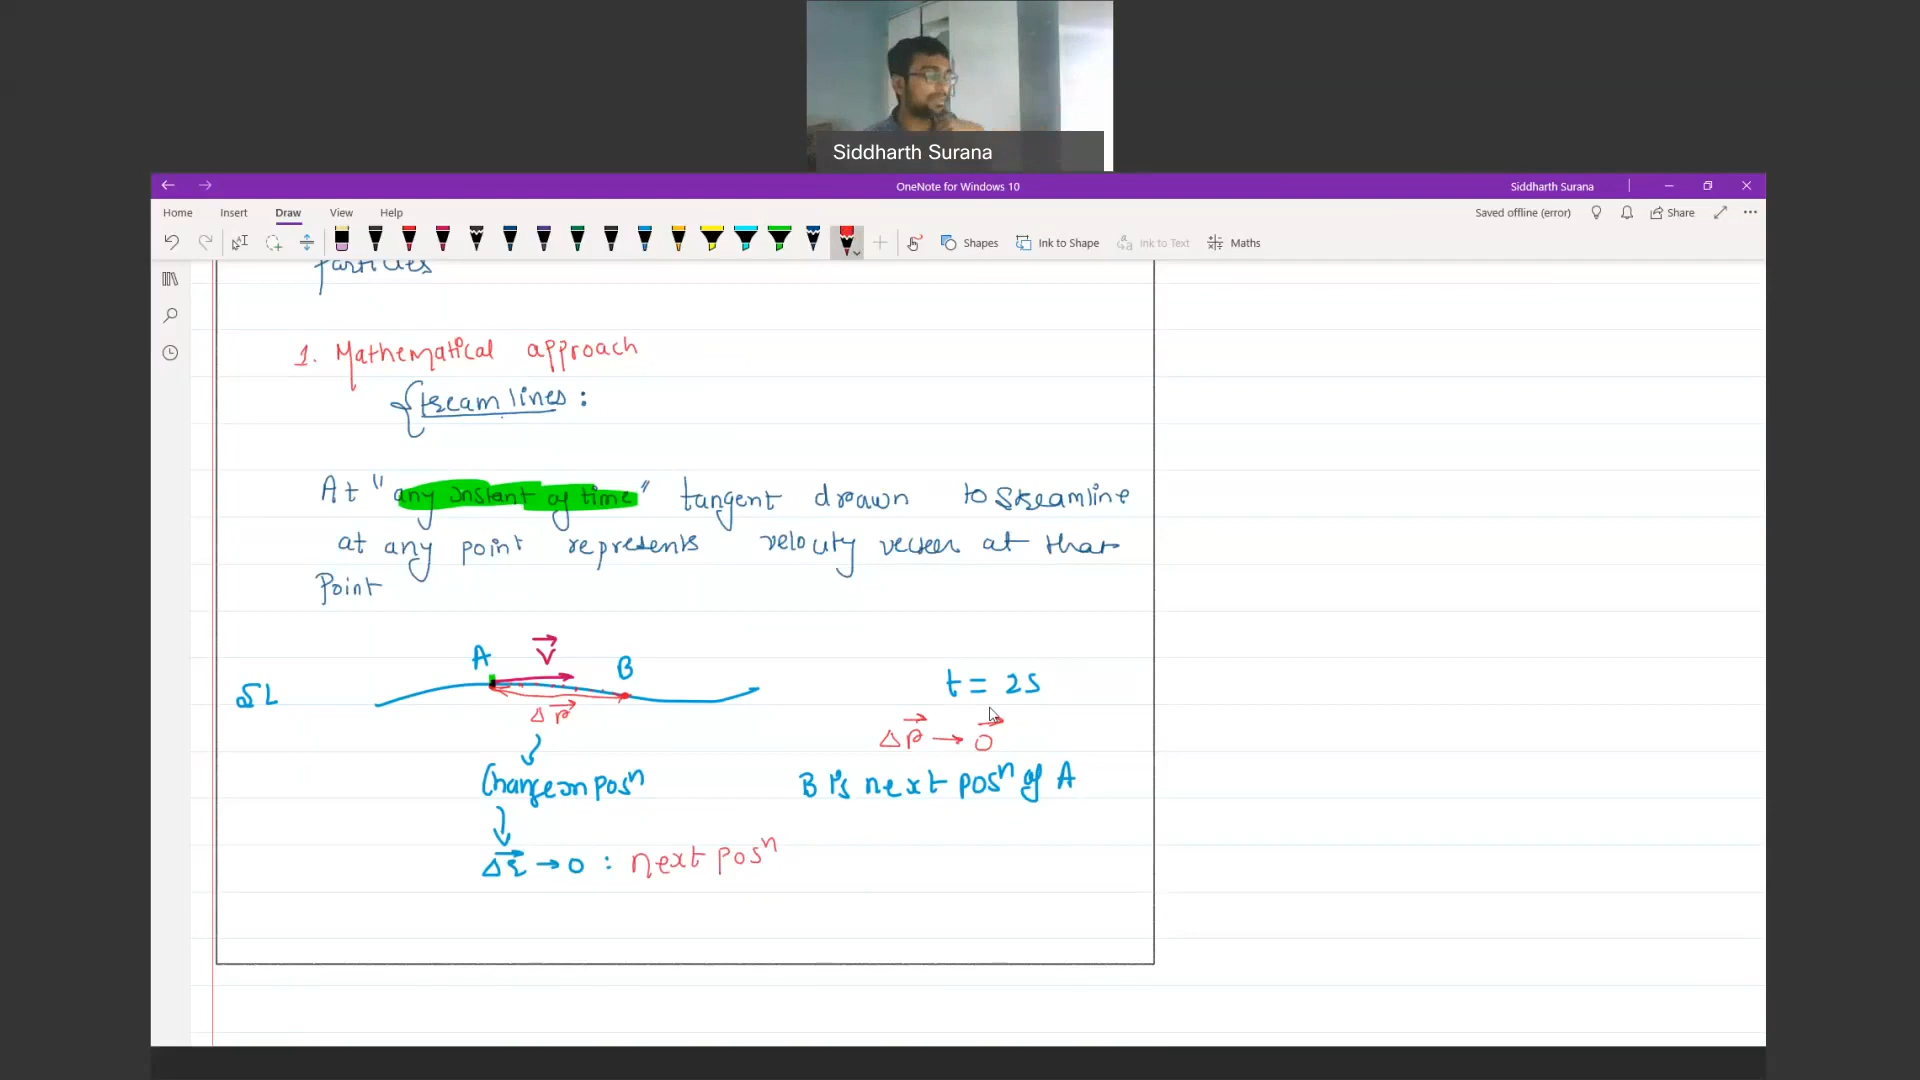 Siddharth Surana
OneNote for Windows 10
Siddharth Surana
Home Insert Draw View Help
Saved offline (error)
Share
Shapes
Ink to Shape
Ink to Text
Maths
particles
1. Mathematical approach
Streamlines :
At "any instant of time" tangent drawn to streamline
at any point represents velocity vector at that
Point
A
V
B
SL
t = 2s
Δr
Δr → 0
Change in posn
B is next posn of A
Δr → 0 : next posn